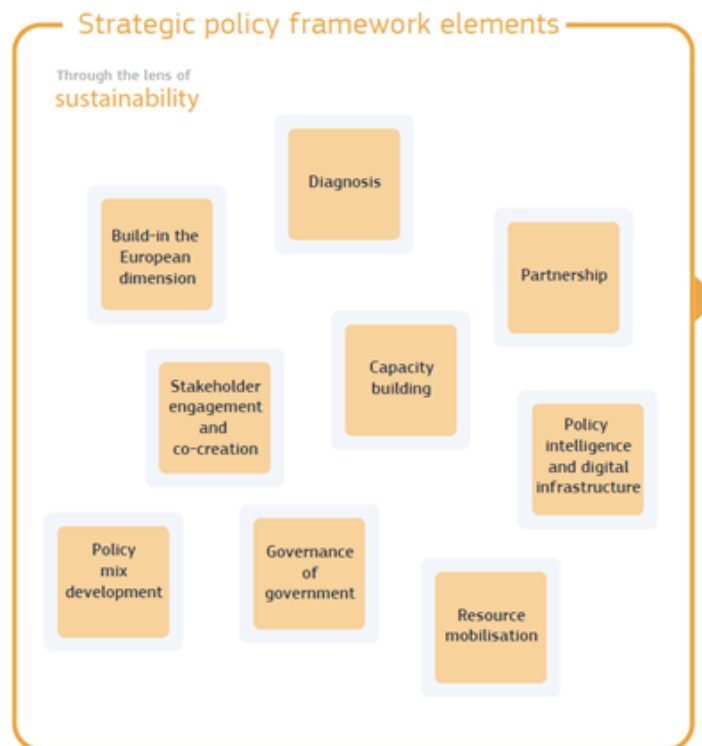 Strategic policy framework elements
Through the lens of
sustainability
Diagnosis
Build-in the
European
dimension
Partnership
Capacity
building
Stakeholder
engagement
and
co-creation
Policy
intelligence
and digital
infrastructure
Policy
mix
development
Governance
of
government
Resource
mobilisation